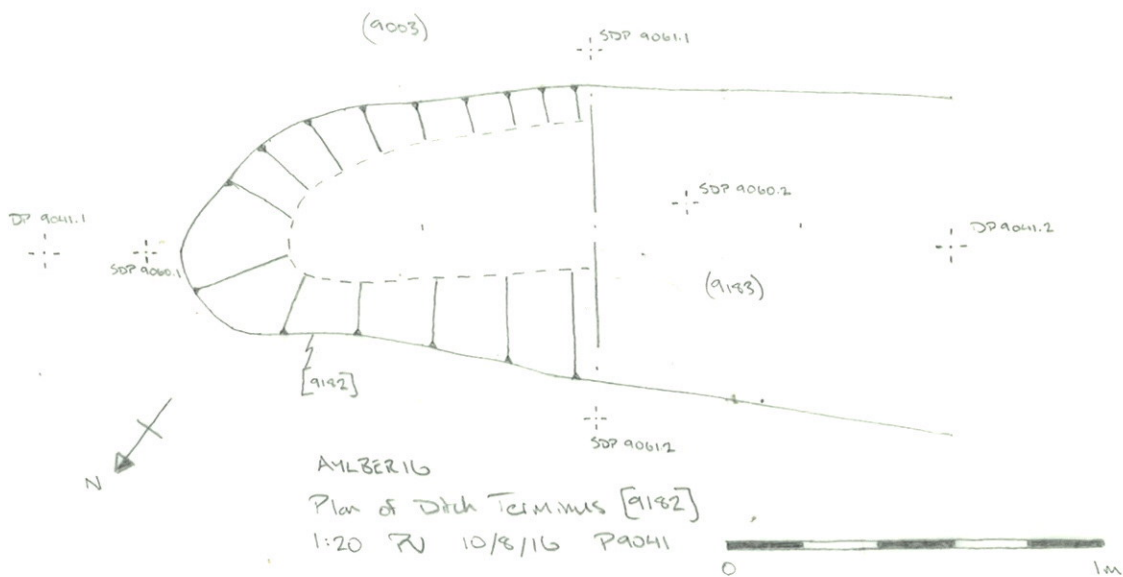 (9003)
SDP 9061.1
SDP 9060.2
DP 9041.1
SDP 9060.1
DP 9041.2
(9183)
[9182]
SDP 9061.2
N
AYLBER16
Plan of Ditch Terminus [9182]
1:20 PV 10/8/16 P9041
0
1m